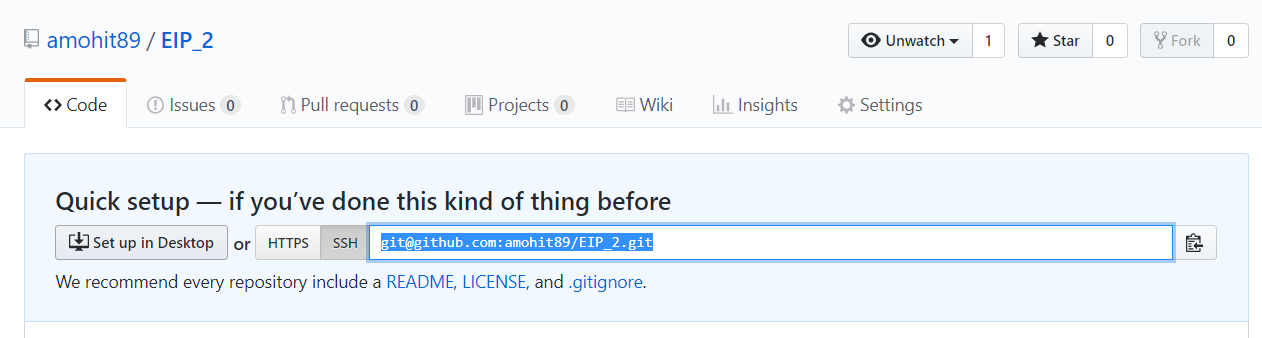 amohit89 / EIP_2
Unwatch 1 Star 0 Fork 0
Code Issues 0 Pull requests 0 Projects 0 Wiki Insights Settings
Quick setup — if you’ve done this kind of thing before
Set up in Desktop or HTTPS SSH git@github.com:amohit89/EIP_2.git
We recommend every repository include a README, LICENSE, and .gitignore.